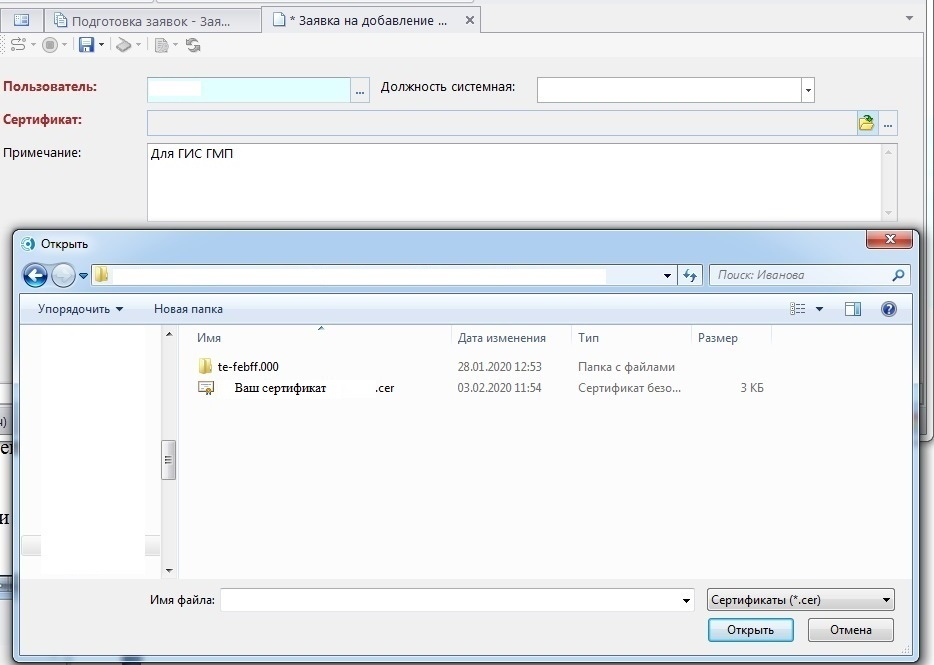 Подготовка заявок - Зая...
* Заявка на добавление ...
Пользователь:
...
Должность системная:
Сертификат:
...
Примечание:
Для ГИС ГМП
Открыть
Поиск: Иванова
Упорядочить
Новая папка
Имя
Дата изменения
Тип
Размер
te-febff.000
28.01.2020 12:53
Папка с файлами
Ваш сертификат .cer
03.02.2020 11:54
Сертификат безо...
3 КБ
Имя файла:
Сертификаты (*.cer)
Открыть
Отмена